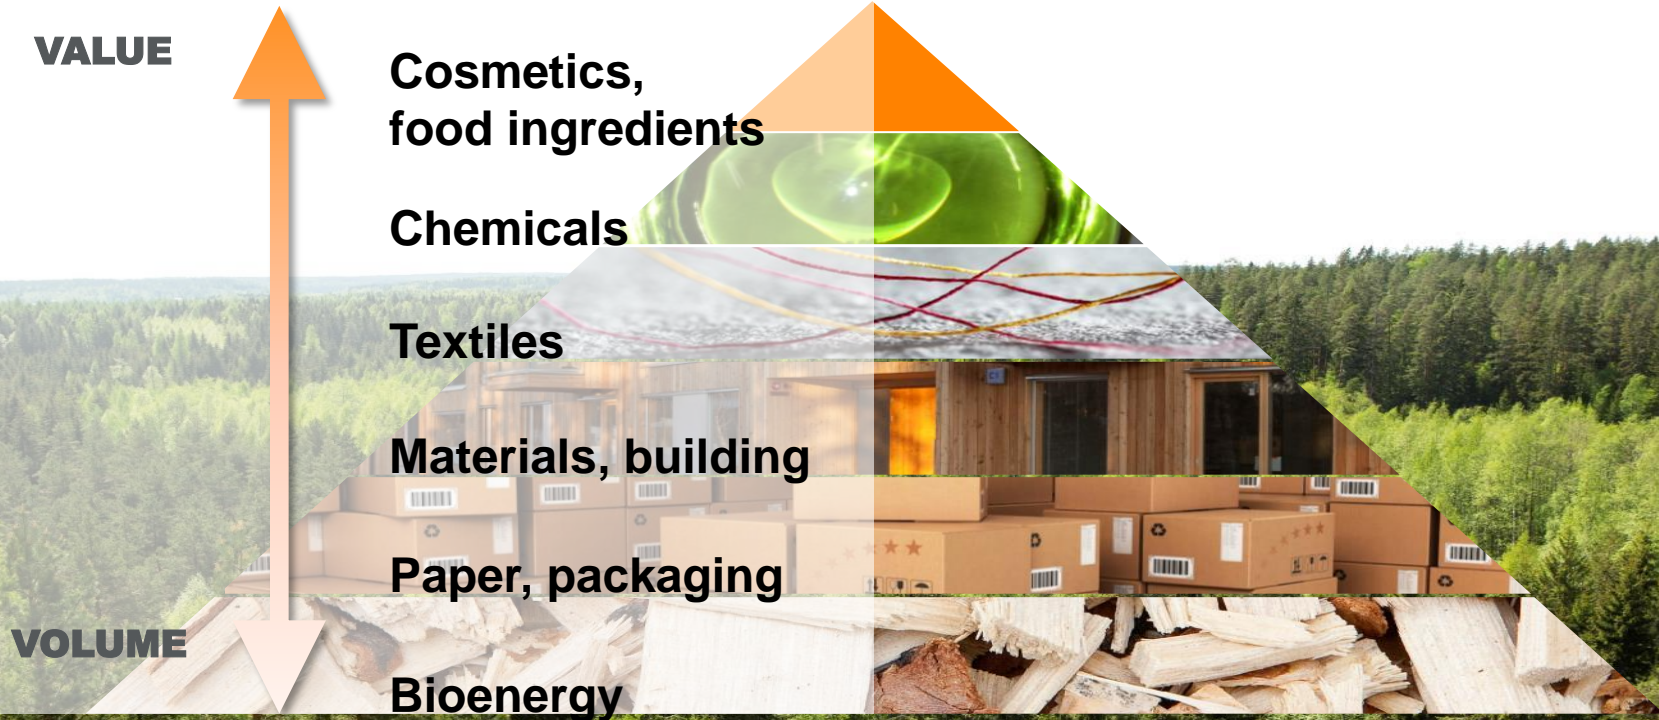 VALUE
Cosmetics,
food ingredients
Chemicals
Textiles
Materials, building
Paper, packaging
VOLUME
Bioenergy